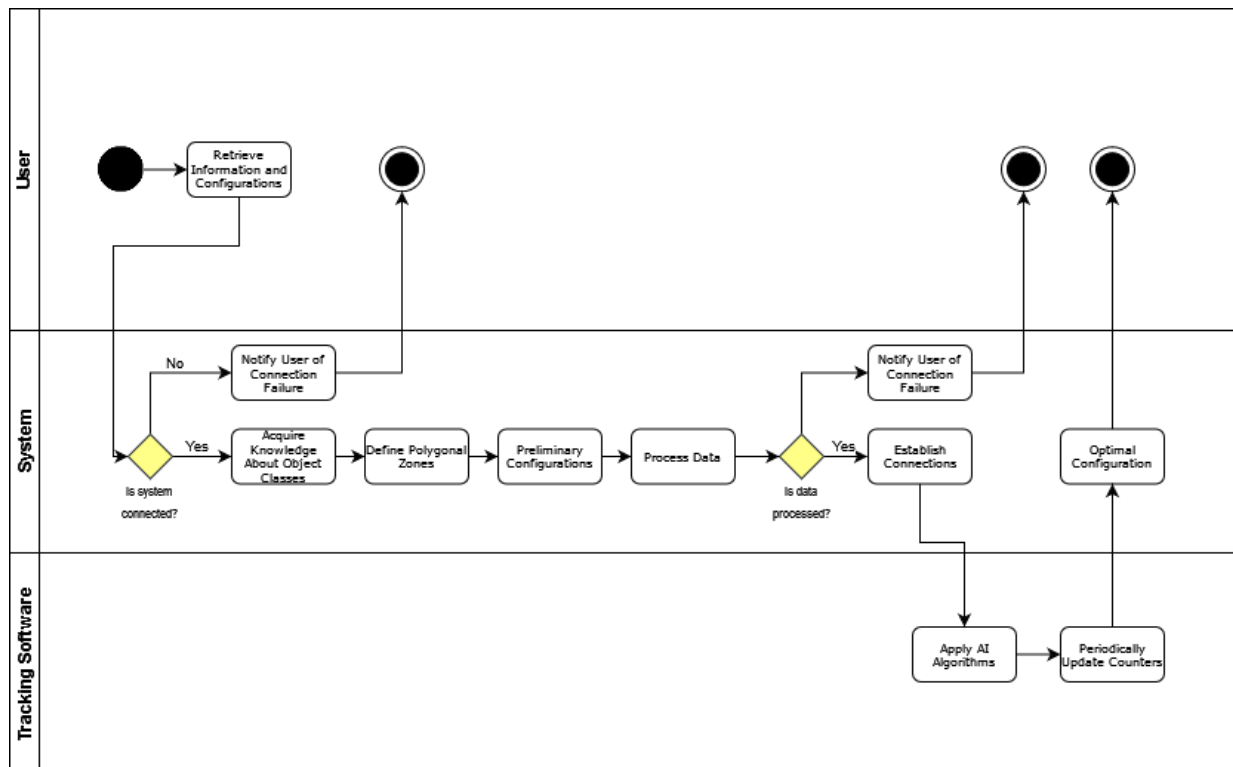 User
Retrieve
Information and
Configurations
System
No
Notify User of
Connection
Failure
Notify User of
Connection
Failure
Yes
Acquire
Knowledge
About Object
Classes
Define Polygonal
Zones
Preliminary
Configurations
Process Data
Yes
Establish
Connections
Optimal
Configuration
Is system
connected?
Is data
processed?
Tracking Software
Apply AI
Algorithms
Periodically
Update Counters